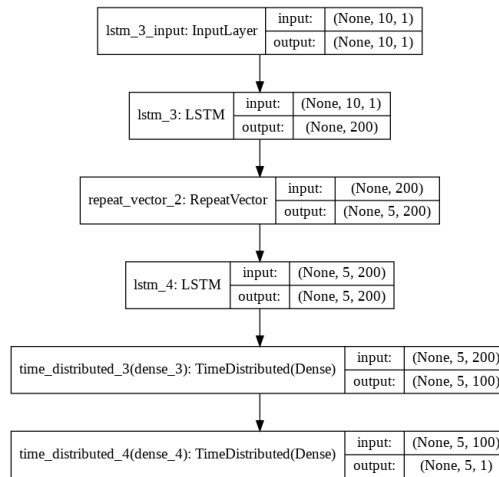 lstm_3_input: InputLayer input: (None, 10, 1)
output: (None, 10, 1)
lstm_3: LSTM input: (None, 10, 1)
output: (None, 200)
repeat_vector_2: RepeatVector input: (None, 200)
output: (None, 5, 200)
lstm_4: LSTM input: (None, 5, 200)
output: (None, 5, 200)
time_distributed_3(dense_3): TimeDistributed(Dense) input: (None, 5, 200)
output: (None, 5, 100)
time_distributed_4(dense_4): TimeDistributed(Dense) input: (None, 5, 100)
output: (None, 5, 1)